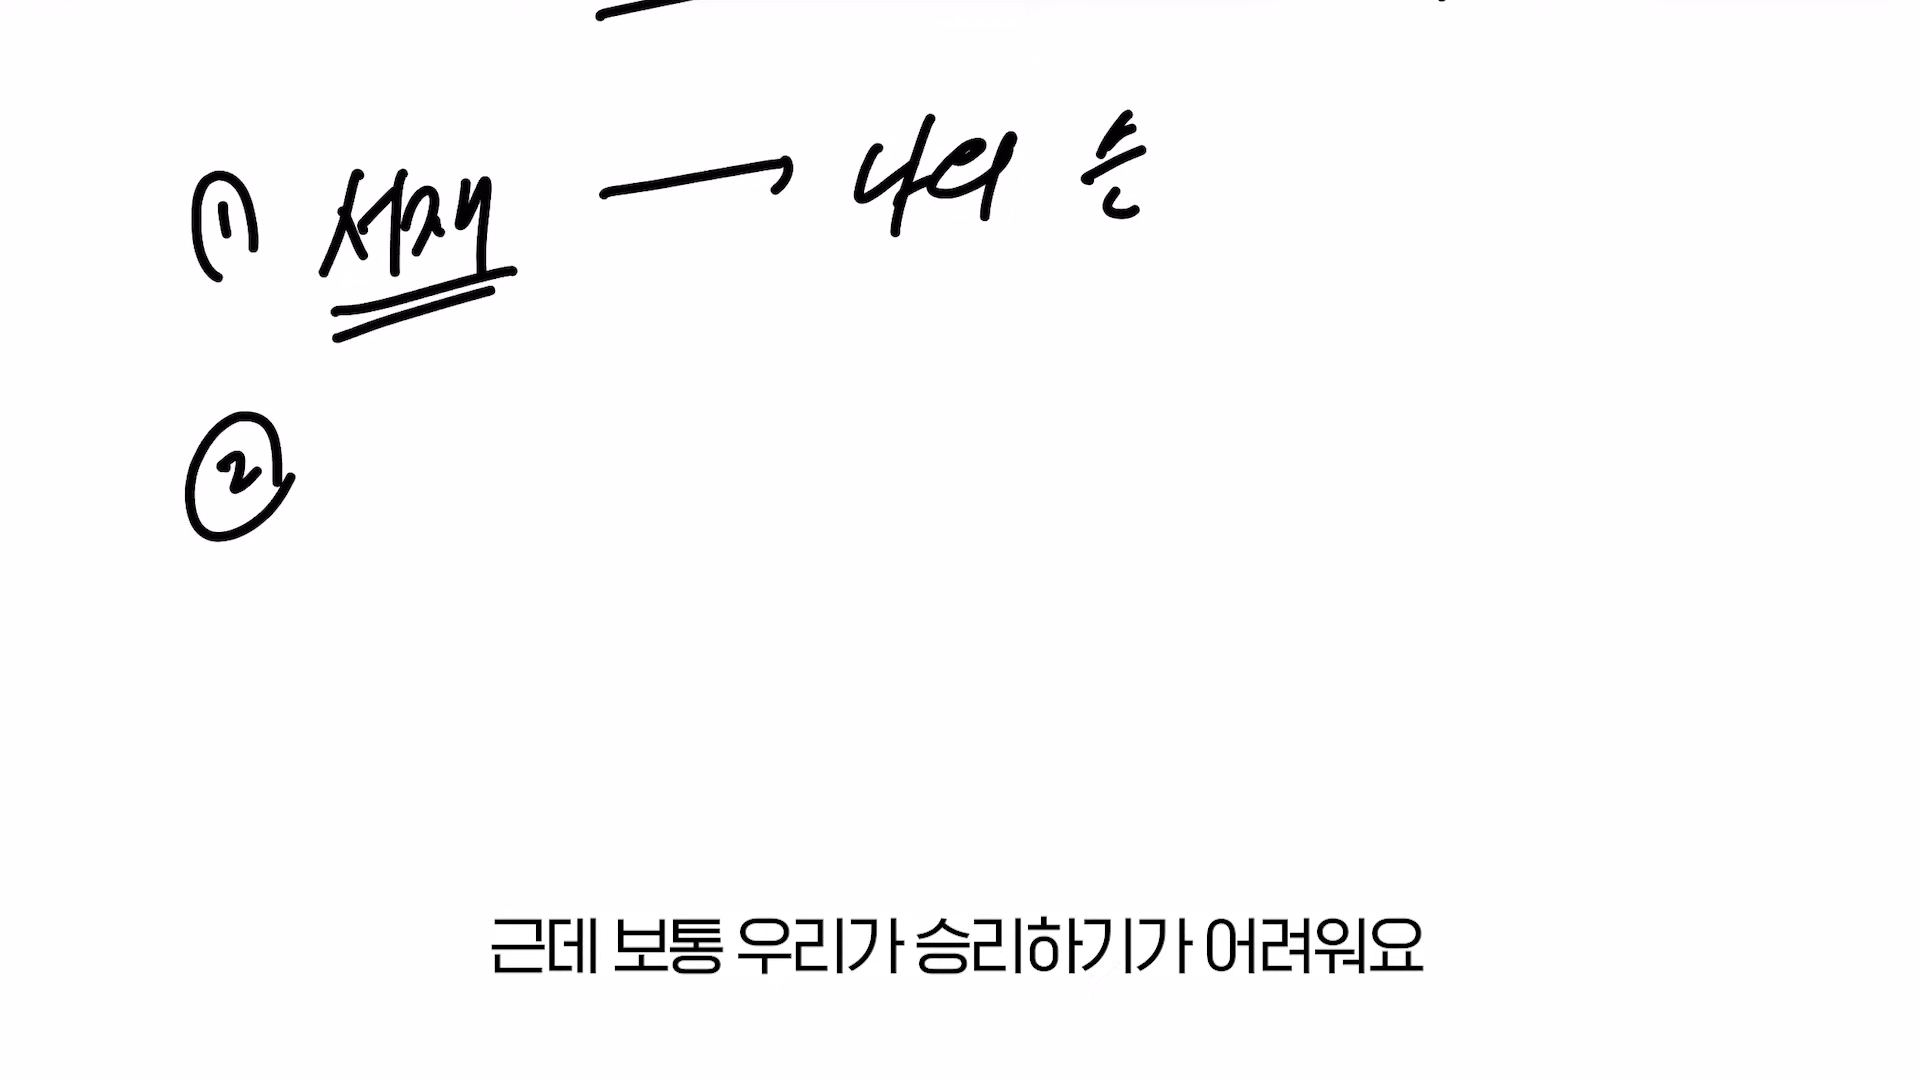 ① 서재 → 나의 손
②
근데 보통 우리가 승리하기가 어려워요